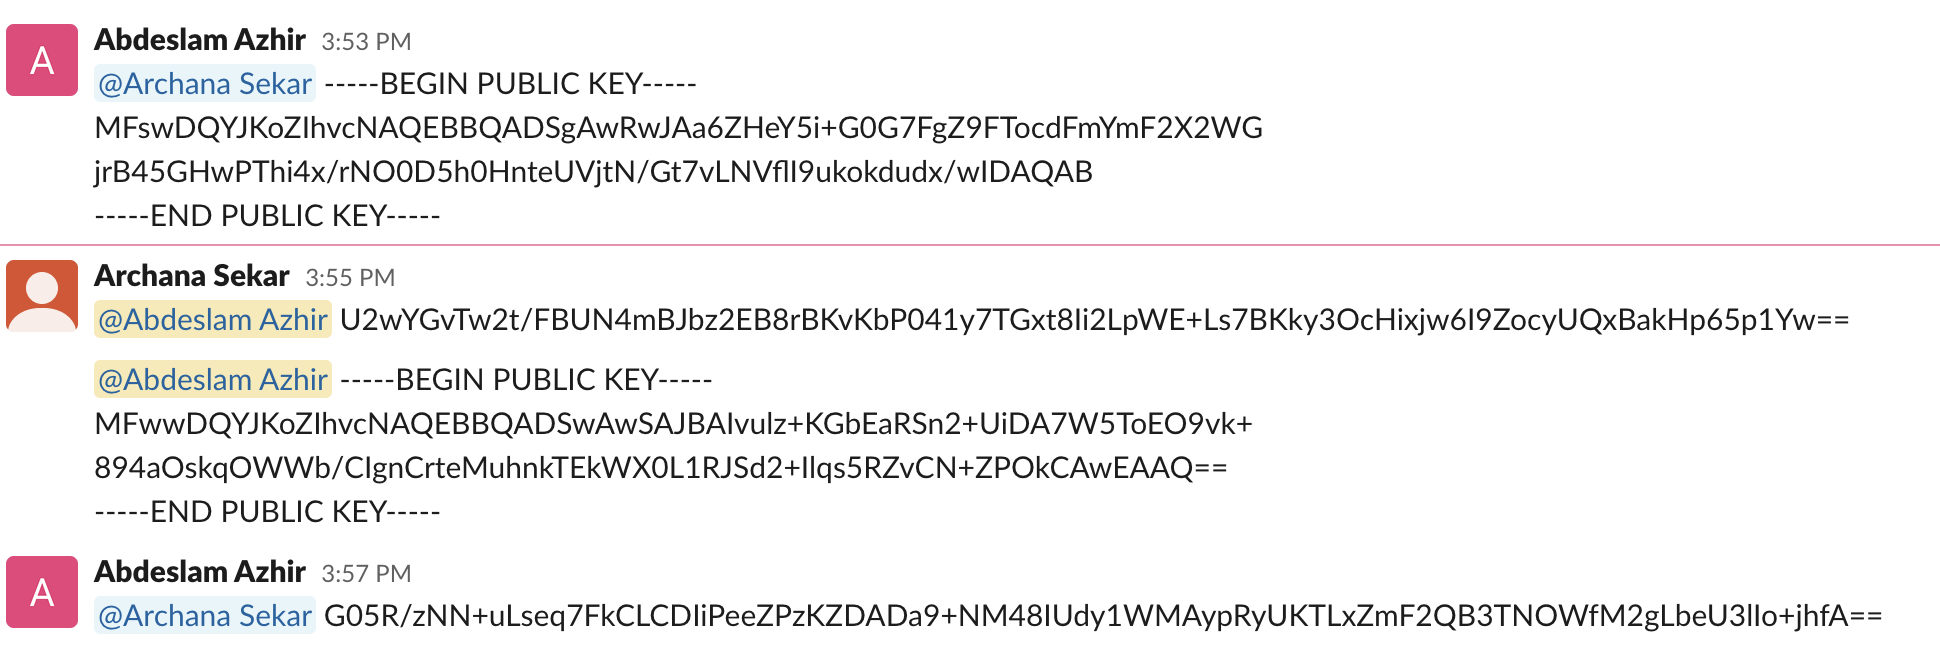 A
Abdeslam Azhir 3:53 PM
@Archana Sekar -----BEGIN PUBLIC KEY-----
MFswDQYJKoZIhvcNAQEBBQADSgAwRwJAa6ZHeY5i+G0G7FgZ9FTocdFmYmF2X2WG
jrB45GHwPThi4x/rNO0D5h0HnteUVjtN/Gt7vLNVflI9ukokdudx/wIDAQAB
-----END PUBLIC KEY-----
Archana Sekar 3:55 PM
@Abdeslam Azhir U2wYGvTw2t/FBUN4mBJbz2EB8rBKvKbP041y7TGxt8Ii2LpWE+Ls7BKky3OcHixjw6I9ZocyUQxBakHp65p1Yw==
@Abdeslam Azhir -----BEGIN PUBLIC KEY-----
MFwwDQYJKoZIhvcNAQEBBQADSwAwSAJBAIvulz+KGbEaRSn2+UiDA7W5ToEO9vk+
894aOskqOWWb/CIgnCrteMuhnkTEkWX0L1RJSd2+Ilqs5RZvCN+ZPOkCAwEAAQ==
-----END PUBLIC KEY-----
A
Abdeslam Azhir 3:57 PM
@Archana Sekar G05R/zNN+uLseq7FkCLCDIiPeeZPzKZDADa9+NM48IUdy1WMAypRyUKTLxZmF2QB3TNOWfM2gLbeU3lIo+jhfA==